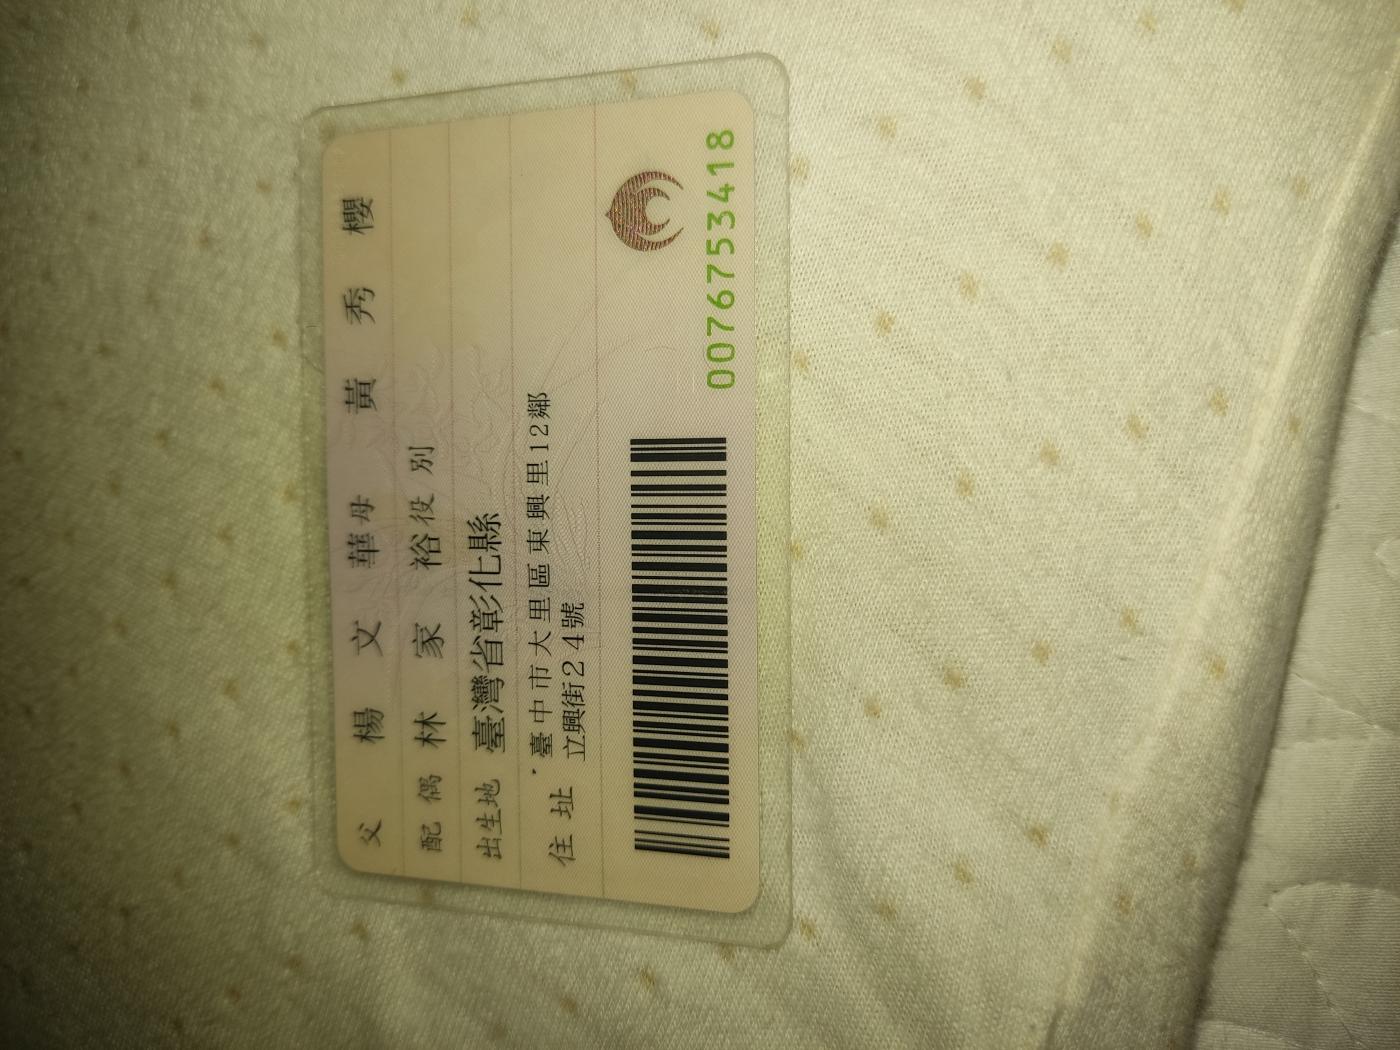 父 楊文華 母 黃秀櫻
配偶 林家裕 役別
出生地 臺灣省彰化縣
住址 臺中市大里區東興里12鄰
立興街24號
0076753418